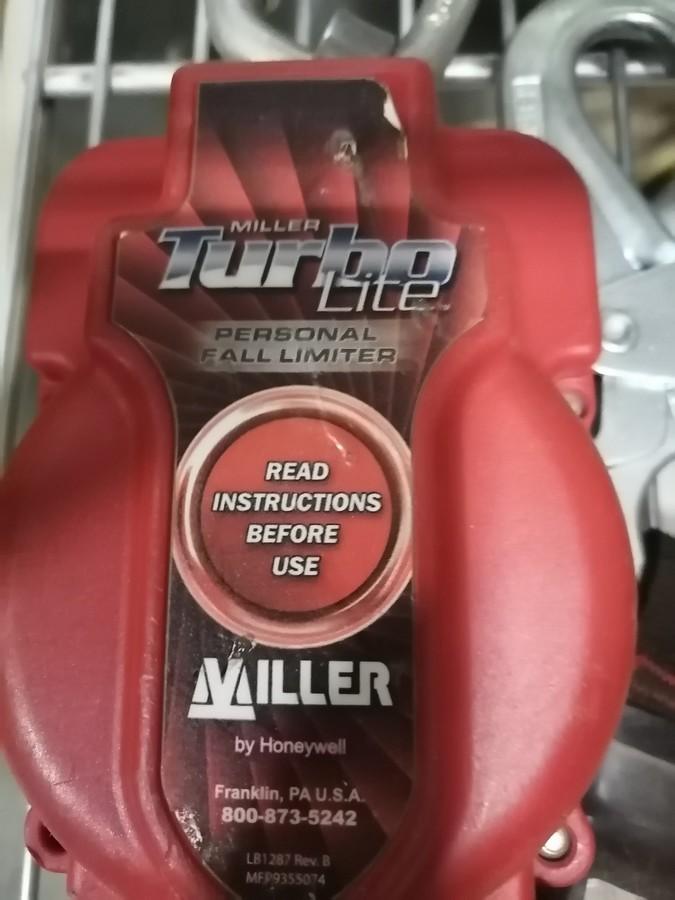 MILLER
Turbo
Lite
PERSONAL
FALL LIMITER
READ
INSTRUCTIONS
BEFORE
USE
MILLER
by Honeywell
Franklin, PA U.S.A.
800-873-5242
LB1287 Rev. B
MFP9355074